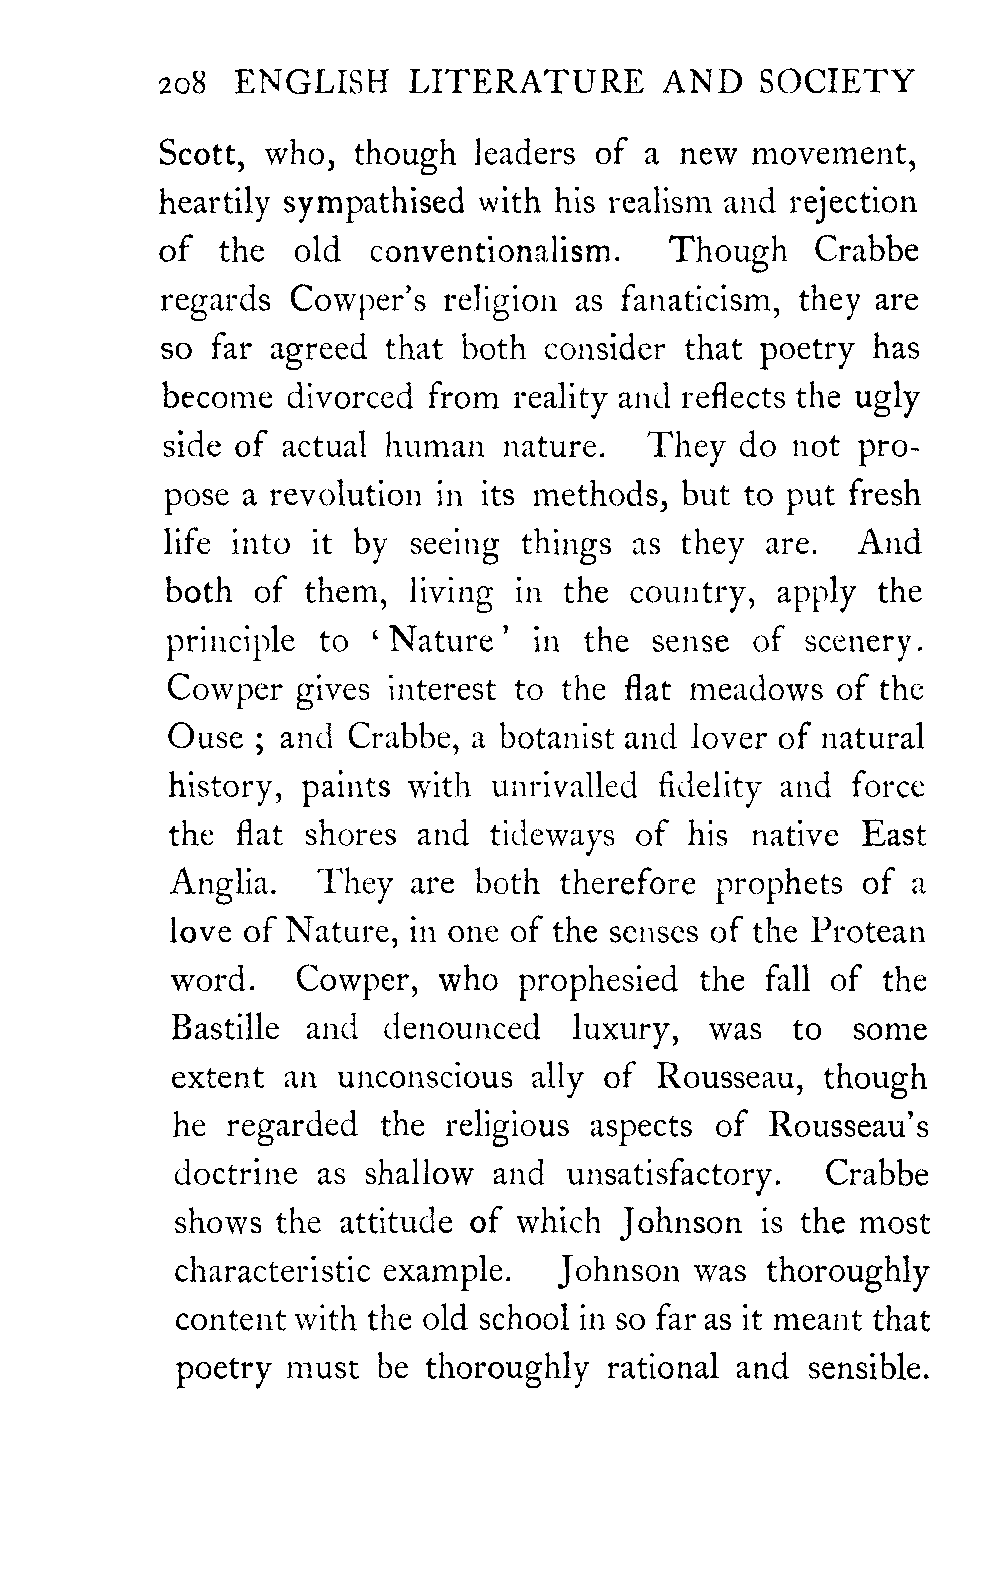 208 ENGLISH LITERATURE AND SOCIETY
Scott, who, though leaders of a new movement,
heartily sympathised with his realism and rejection
of the old conventionalism. Though Crabbe
regards Cowper's religion as fanaticism, they are
so far agreed that both consider that poetry has
become divorced from reality and reflects the ugly
side of actual human nature. They do not pro-
pose a revolution in its methods, but to put fresh
life into it by seeing things as they are. And
both of them, living in the country, apply the
principle to ‘Nature’ in the sense of scenery.
Cowper gives interest to the flat meadows of the
Ouse ; and Crabbe, a botanist and lover of natural
history, paints with unrivalled fidelity and force
the flat shores and tideways of his native East
Anglia. They are both therefore prophets of a
love of Nature, in one of the senses of the Protean
word. Cowper, who prophesied the fall of the
Bastille and denounced luxury, was to some
extent an unconscious ally of Rousseau, though
he regarded the religious aspects of Rousseau's
doctrine as shallow and unsatisfactory. Crabbe
shows the attitude of which Johnson is the most
characteristic example. Johnson was thoroughly
content with the old school in so far as it meant that
poetry must be thoroughly rational and sensible.